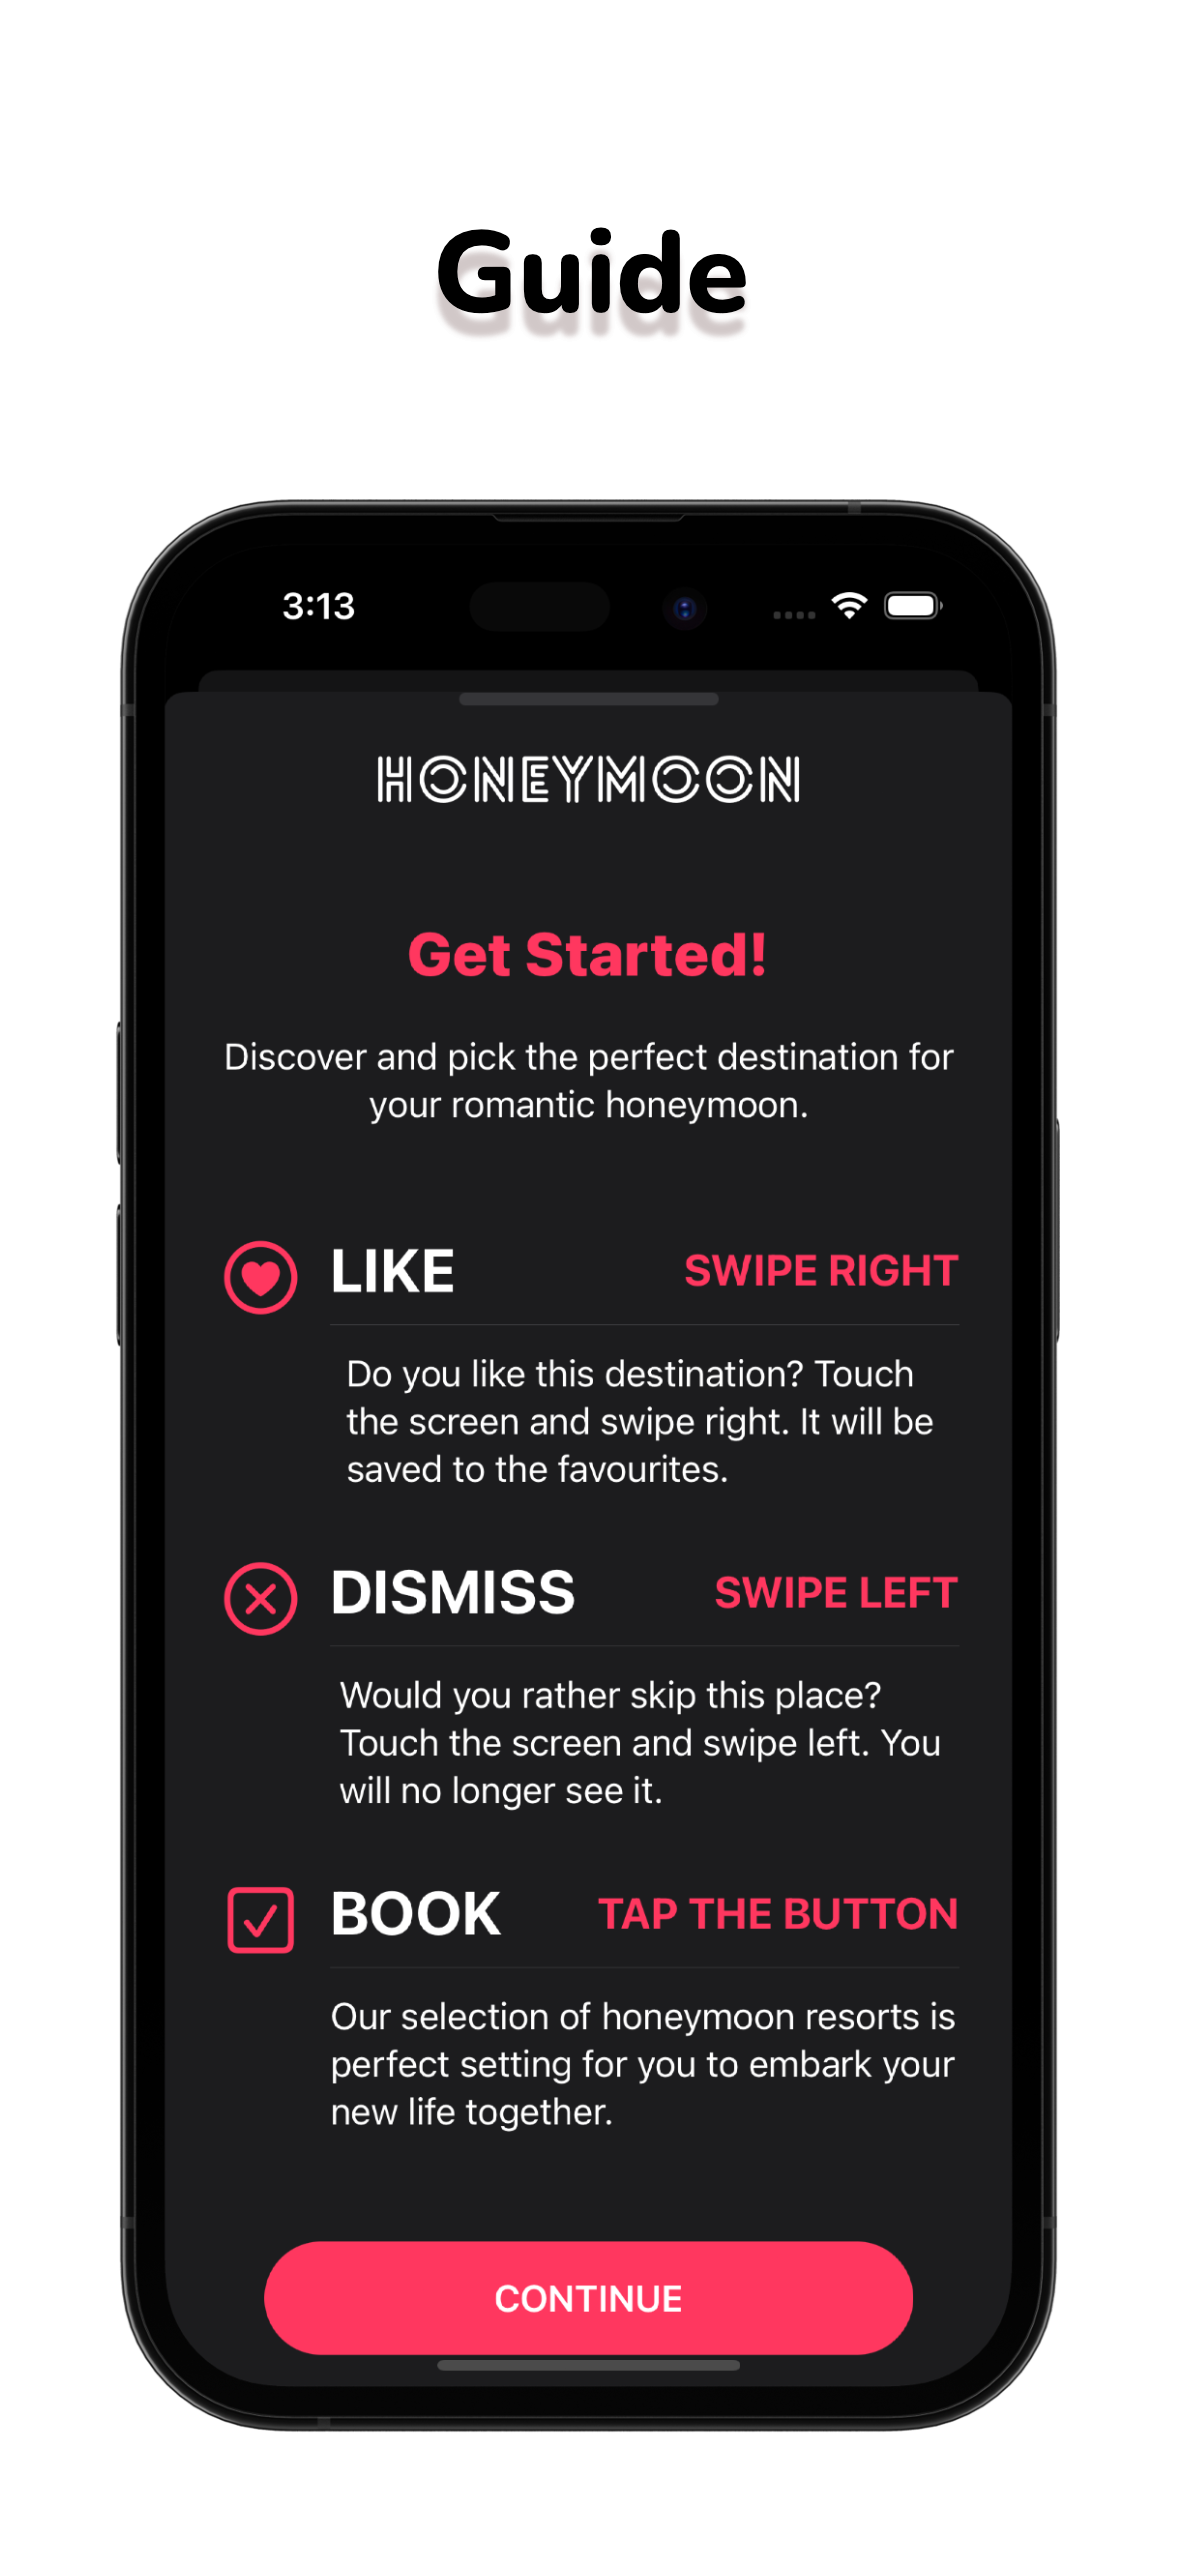 Guide
3:13
HONEYMOON
Get Started!
Discover and pick the perfect destination for
your romantic honeymoon.
LIKE SWIPE RIGHT
Do you like this destination? Touch
the screen and swipe right. It will be
saved to the favourites.
DISMISS SWIPE LEFT
Would you rather skip this place?
Touch the screen and swipe left. You
will no longer see it.
BOOK TAP THE BUTTON
Our selection of honeymoon resorts is
perfect setting for you to embark your
new life together.
CONTINUE